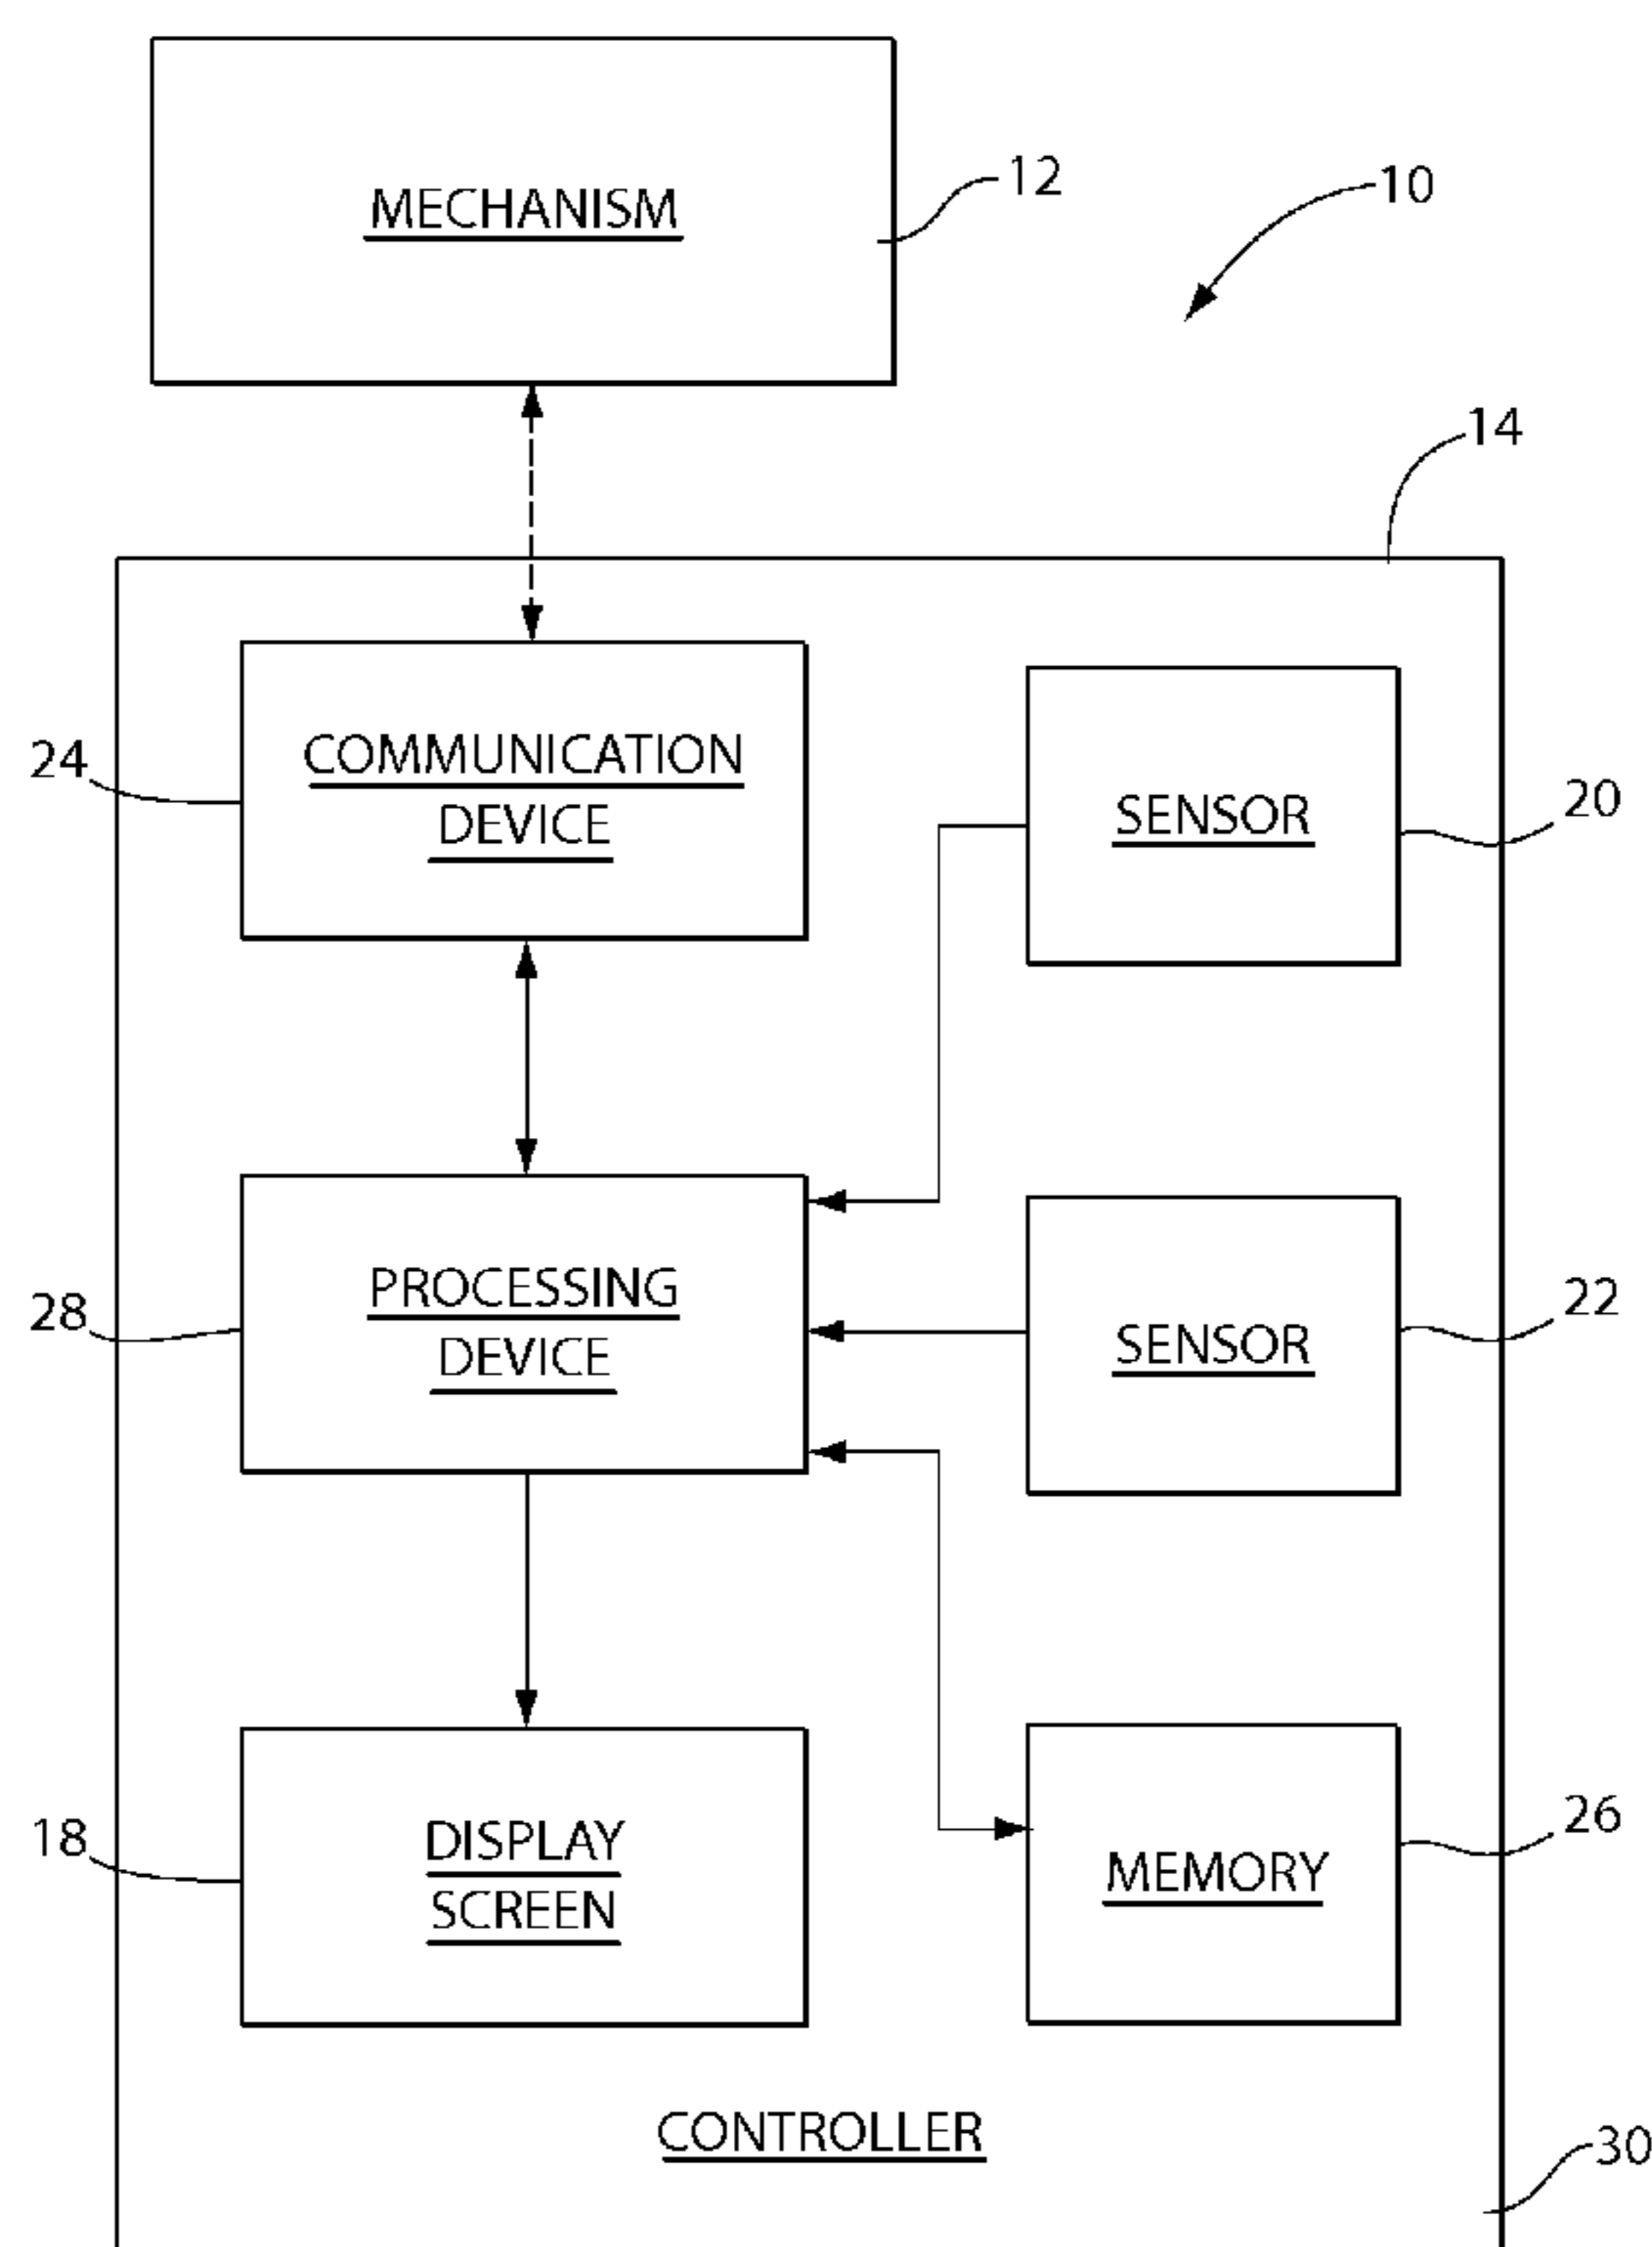 MECHANISM
12
10
14
24
COMMUNICATION
DEVICE
SENSOR
20
28
PROCESSING
DEVICE
SENSOR
22
18
DISPLAY
SCREEN
MEMORY
26
CONTROLLER
30